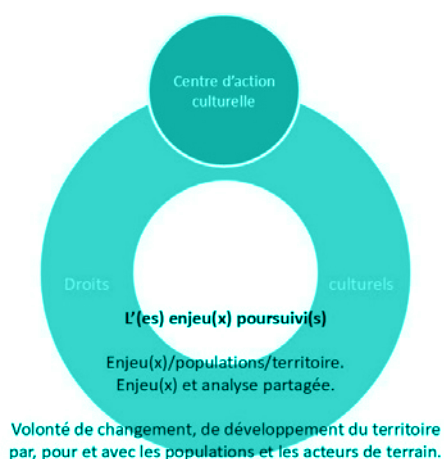 Centre d'action
culturelle
Droits culturels
L'(es) enjeu(x) poursuivi(s)
Enjeu(x)/populations/territoire.
Enjeu(x) et analyse partagée.
Volonté de changement, de développement du territoire
par, pour et avec les populations et les acteurs de terrain.